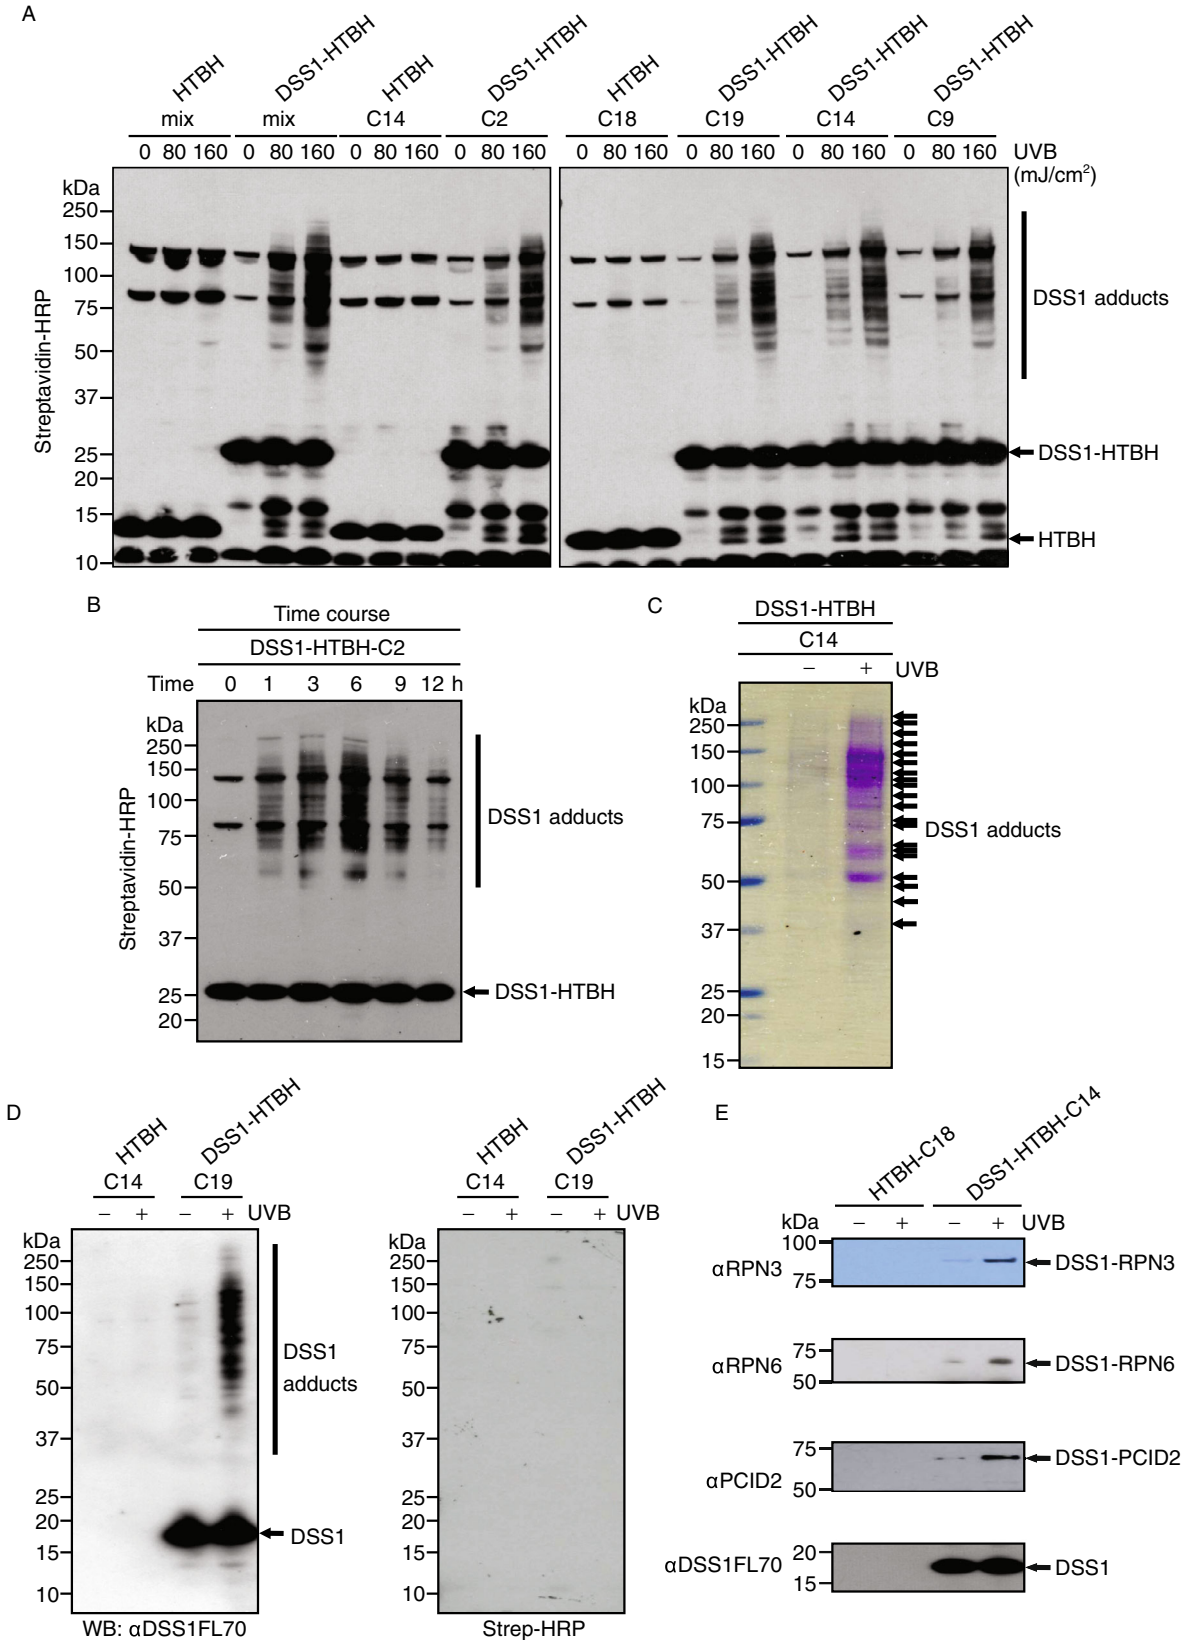 A
HTBH DSS1-HTBH HTBH DSS1-HTBH HTBH DSS1-HTBH DSS1-HTBH DSS1-HTBH
mix mix C14 C2 C18 C19 C14 C9
0 80 160 0 80 160 0 80 160 0 80 160 0 80 160 0 80 160 0 80 160 0 80 160 UVB
(mJ/cm²)
kDa
250
150
100
75
50
37
25
20
15
10
Streptavidin-HRP
DSS1 adducts
DSS1-HTBH
HTBH
B
Time course
DSS1-HTBH-C2
Time 0 1 3 6 9 12 h
kDa
250
150
100
75
50
37
25
20
Streptavidin-HRP
DSS1 adducts
DSS1-HTBH
C
DSS1-HTBH
C14
− + UVB
kDa
250
150
100
75
50
37
25
20
15
DSS1 adducts
D
HTBH DSS1-HTBH
C14 C19
− + − + UVB
kDa
250
150
100
75
50
37
25
20
15
10
DSS1
adducts
DSS1
WB: αDSS1FL70
HTBH DSS1-HTBH
C14 C19
− + − + UVB
kDa
250
150
100
75
50
37
25
20
15
10
Strep-HRP
E
HTBH-C18 DSS1-HTBH-C14
kDa − + − + UVB
100
αRPN3 DSS1-RPN3
75
75
αRPN6 DSS1-RPN6
50
75
αPCID2 DSS1-PCID2
50
20
αDSS1FL70 DSS1
15